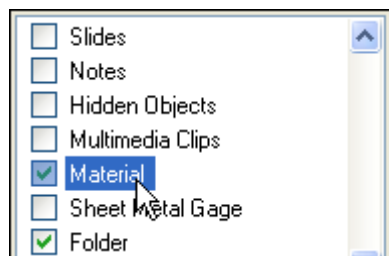 Slides
Notes
Hidden Objects
Multimedia Clips
Material
Sheet Metal Gage
Folder